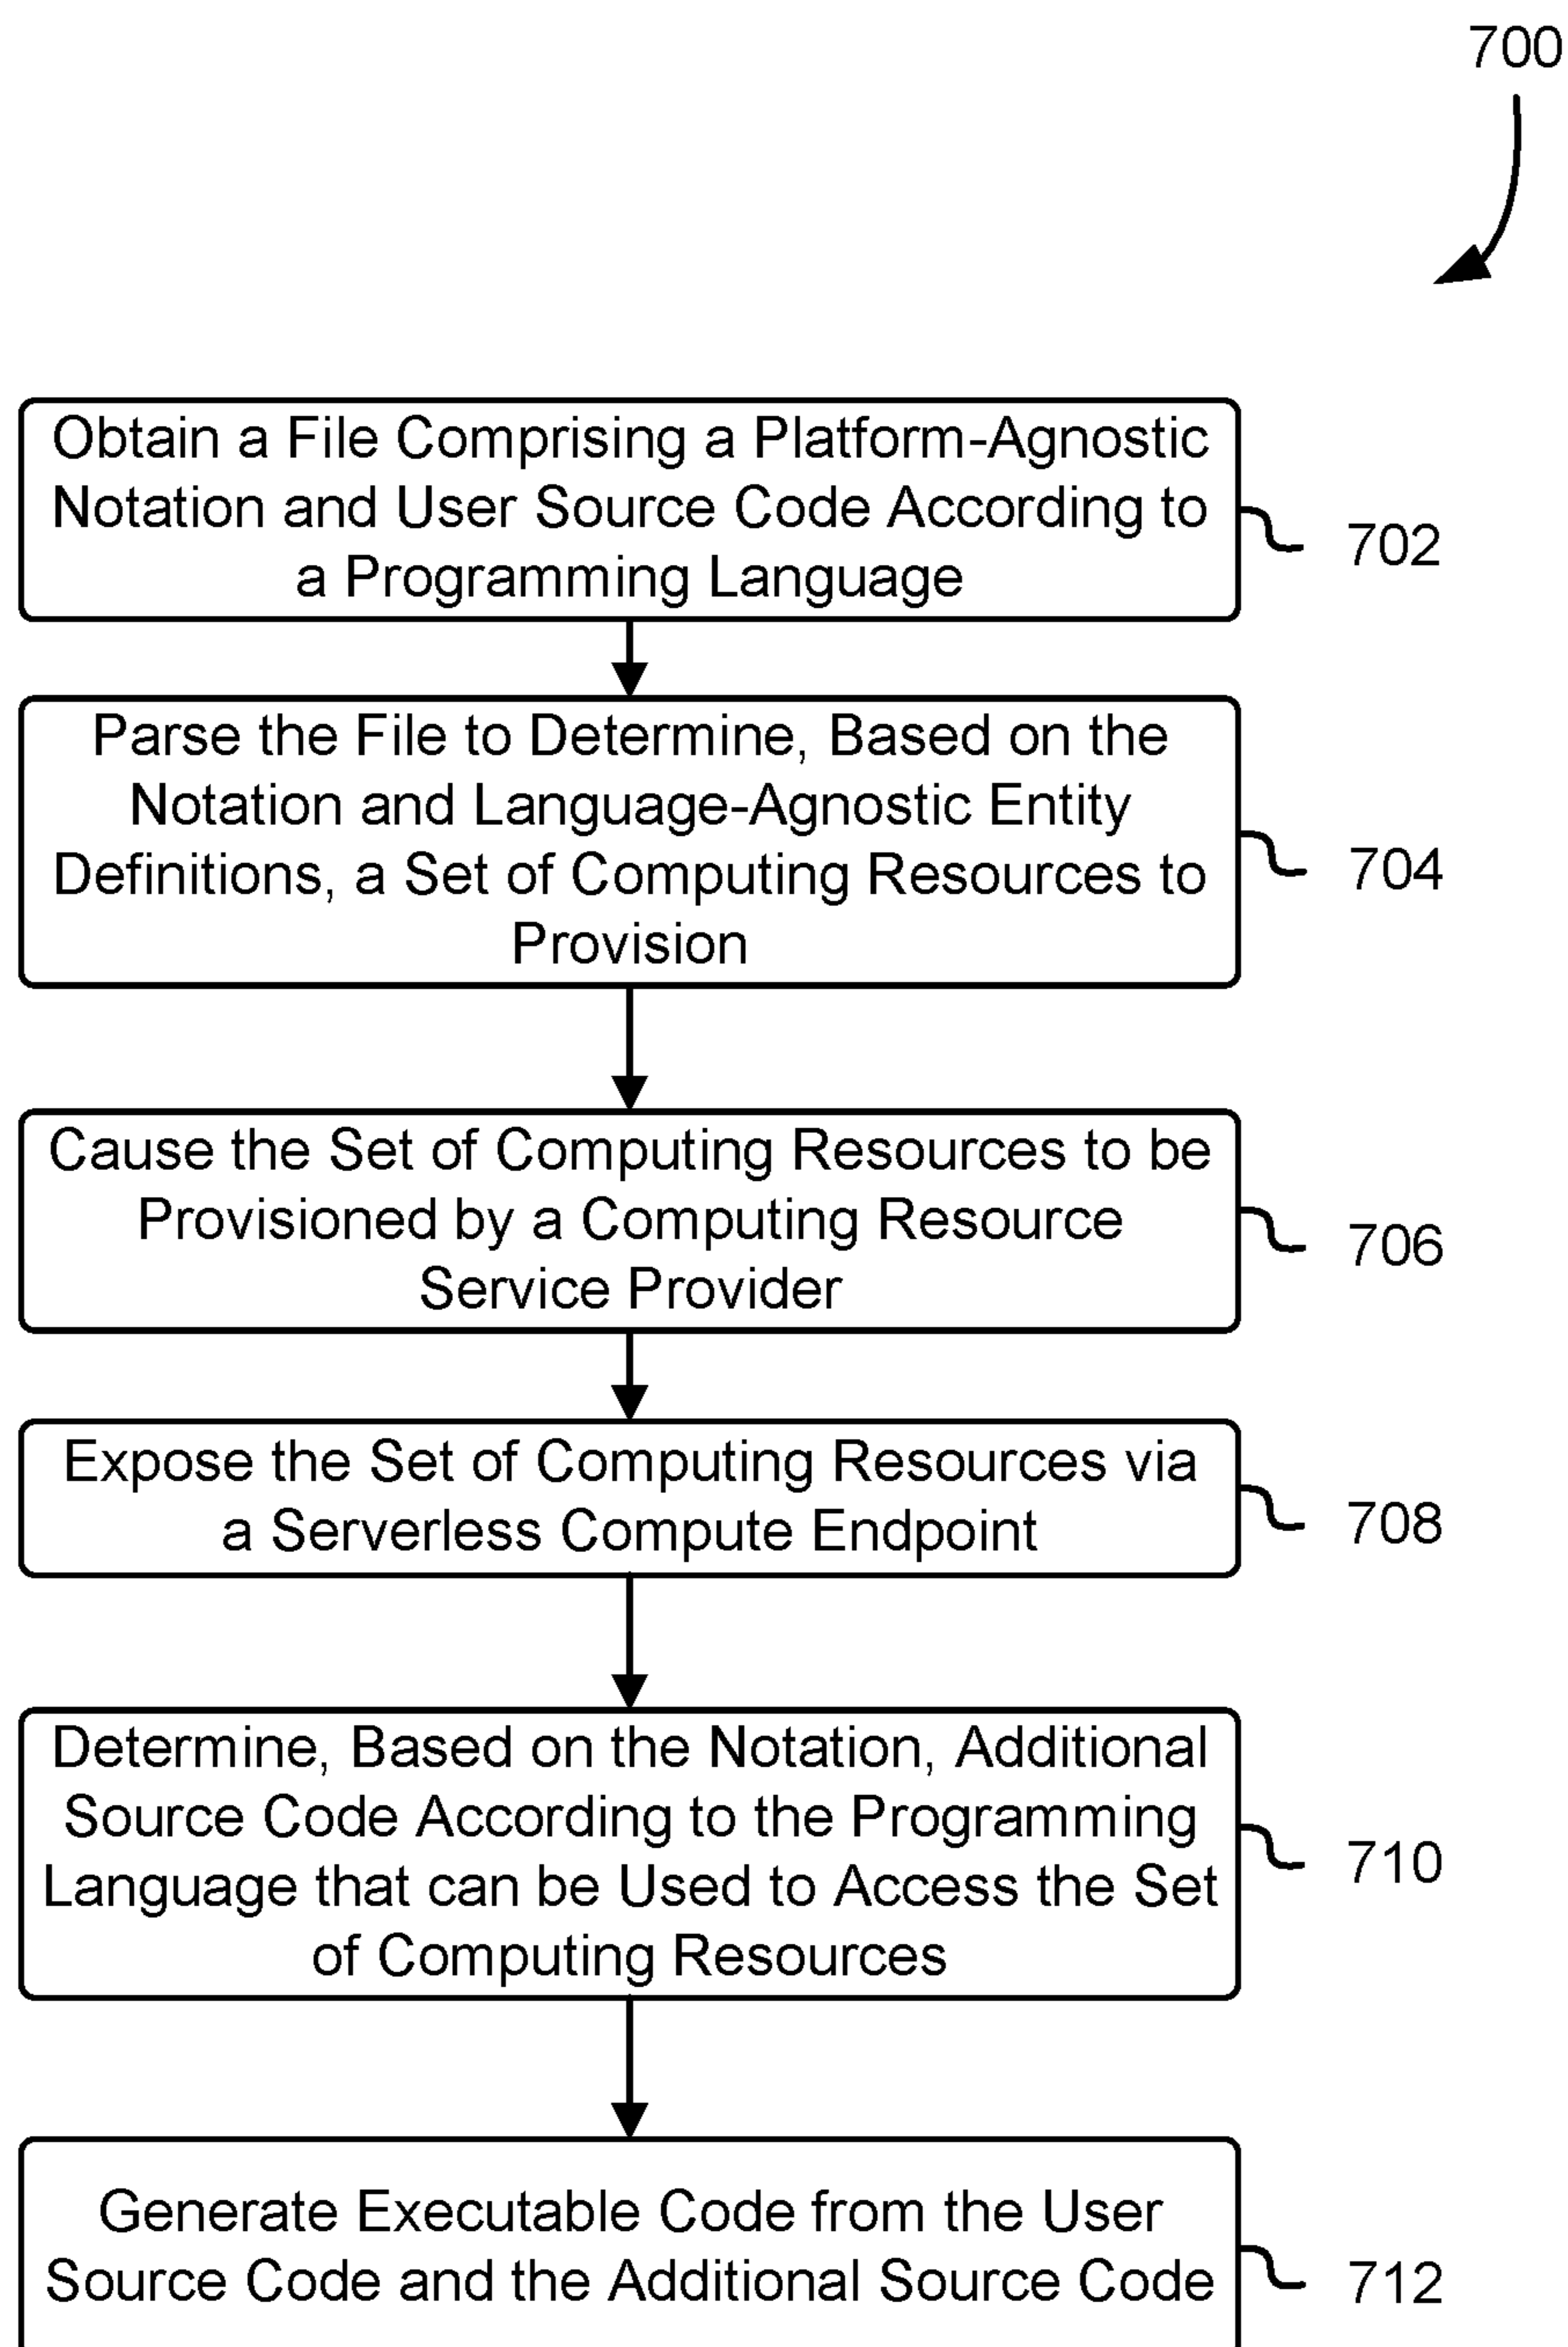 700
Obtain a File Comprising a Platform-Agnostic
Notation and User Source Code According to
a Programming Language
702
Parse the File to Determine, Based on the
Notation and Language-Agnostic Entity
Definitions, a Set of Computing Resources to
Provision
704
Cause the Set of Computing Resources to be
Provisioned by a Computing Resource
Service Provider
706
Expose the Set of Computing Resources via
a Serverless Compute Endpoint
708
Determine, Based on the Notation, Additional
Source Code According to the Programming
Language that can be Used to Access the Set
of Computing Resources
710
Generate Executable Code from the User
Source Code and the Additional Source Code
712